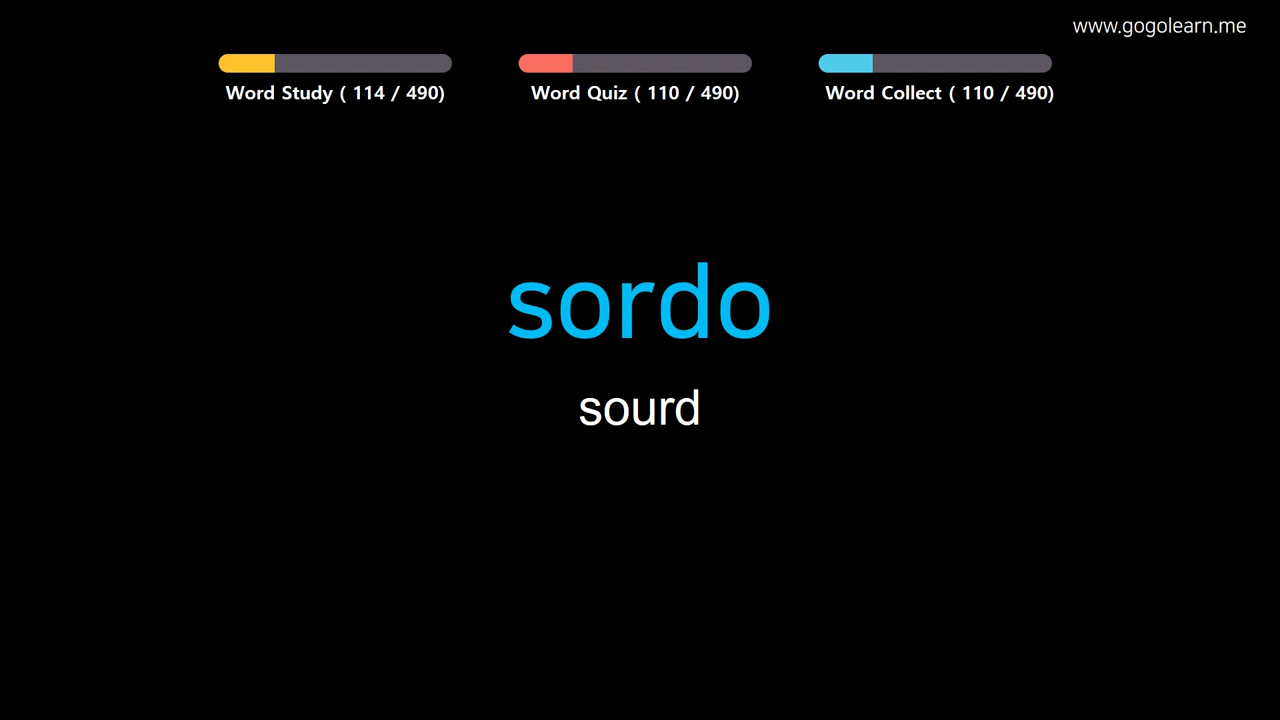 www.gogolearn.me
Word Study ( 114 / 490)
Word Quiz ( 110 / 490)
Word Collect ( 110 / 490)
sordo
sourd